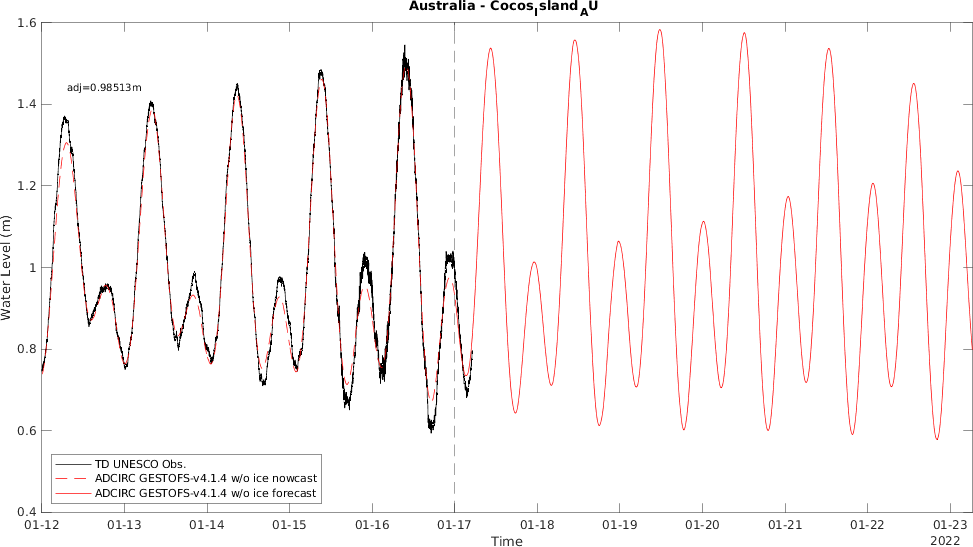 Australia - Cocos_Island_AU
adj=0.98513m
1.6
1.4
1.2
1
0.8
0.6
0.4
Water Level (m)
TD UNESCO Obs.
ADCIRC GESTOFS-v4.1.4 w/o ice nowcast
ADCIRC GESTOFS-v4.1.4 w/o ice forecast
01-12 01-13 01-14 01-15 01-16 01-17 01-18 01-19 01-20 01-21 01-22 01-23
Time
2022